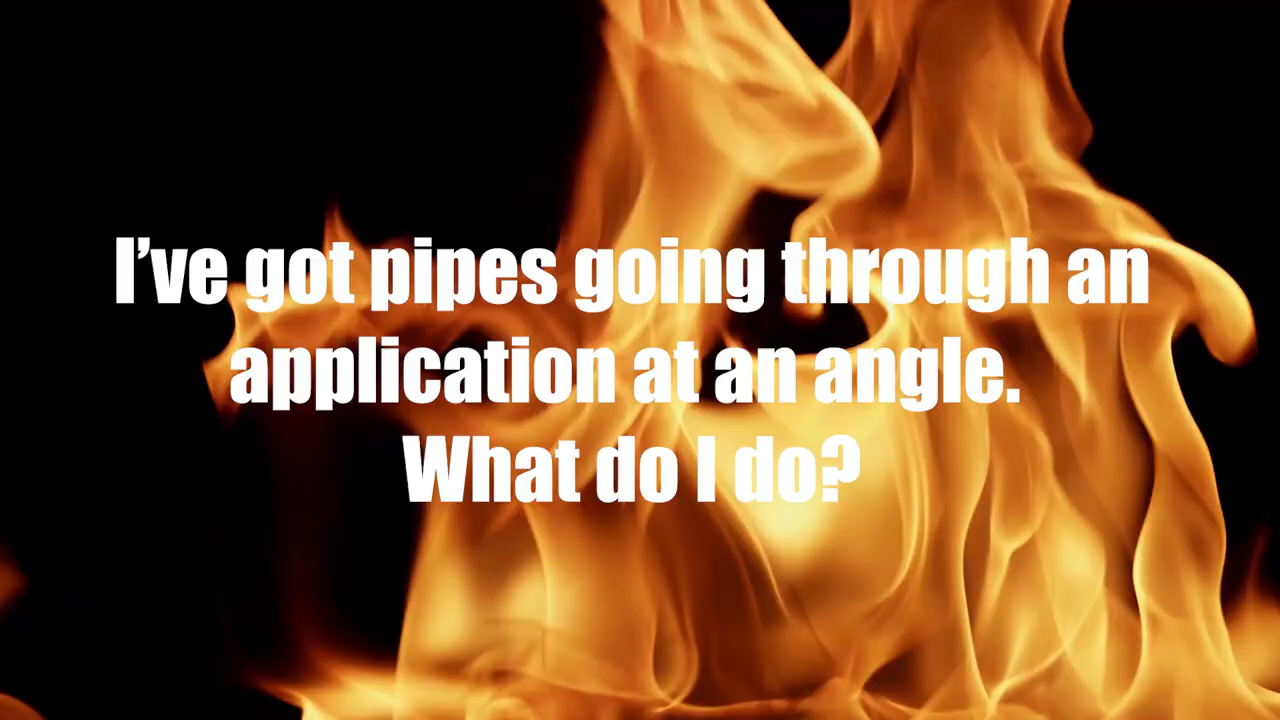 I’ve got pipes going through an
application at an angle.
What do I do?